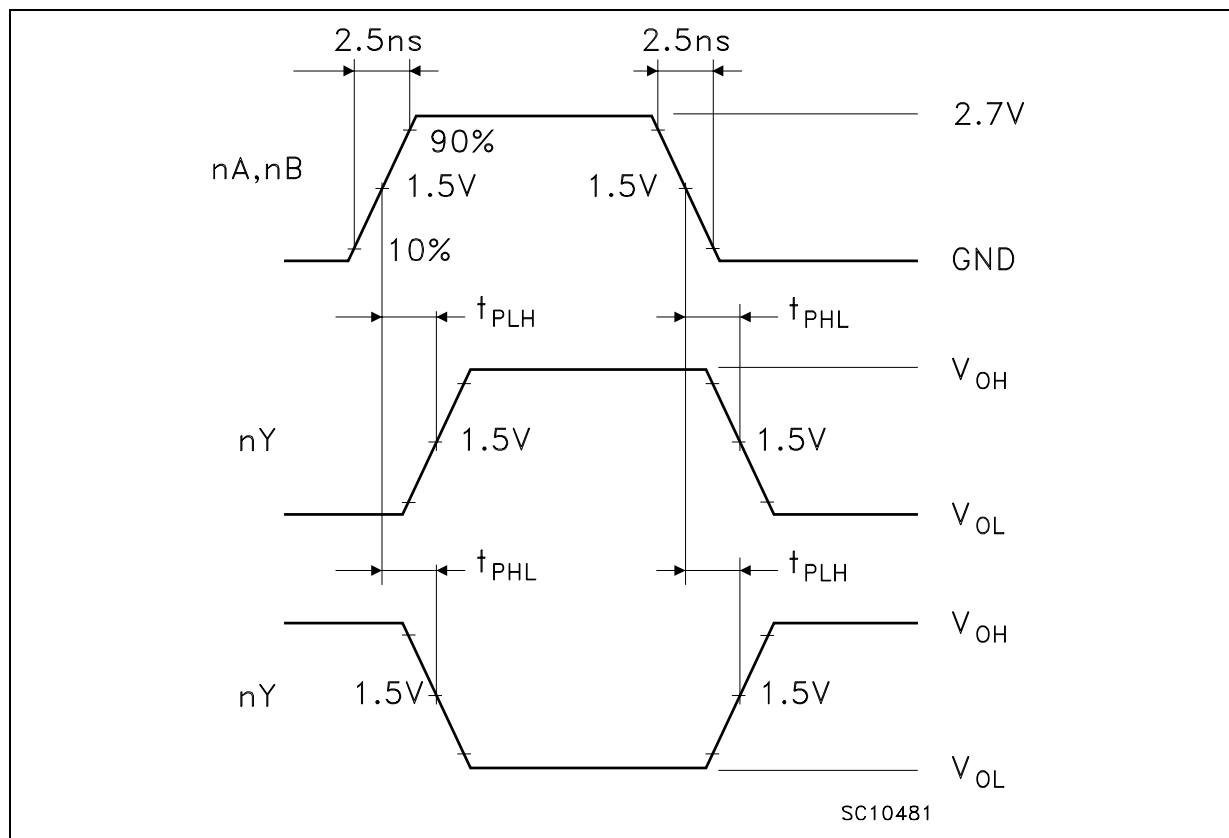 2.5ns 2.5ns
2.7V
90%
nA,nB 1.5V 1.5V
10% GND
tPLH tPHL
VOH
nY 1.5V 1.5V
VOL
tPHL tPLH
VOH
nY 1.5V 1.5V
VOL
SC10481